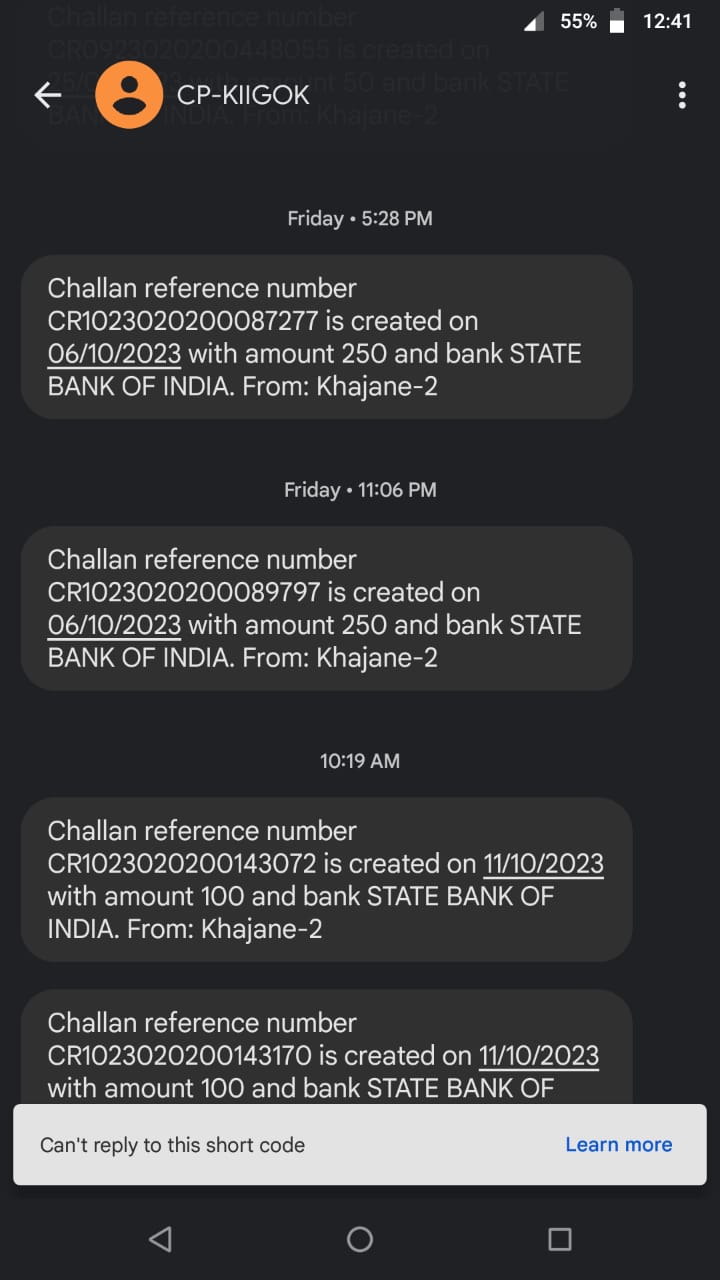 Challan reference number
CR0923020200448055 is created on
with amount 50 and bank STATE
INDIA. From: Khajane-2
55% 12:41
CP-KIIGOK
Friday • 5:28 PM
Challan reference number
CR1023020200087277 is created on
06/10/2023 with amount 250 and bank STATE
BANK OF INDIA. From: Khajane-2
Friday • 11:06 PM
Challan reference number
CR1023020200089797 is created on
06/10/2023 with amount 250 and bank STATE
BANK OF INDIA. From: Khajane-2
10:19 AM
Challan reference number
CR1023020200143072 is created on 11/10/2023
with amount 100 and bank STATE BANK OF
INDIA. From: Khajane-2
Challan reference number
CR1023020200143170 is created on 11/10/2023
with amount 100 and bank STATE BANK OF
Can't reply to this short code Learn more